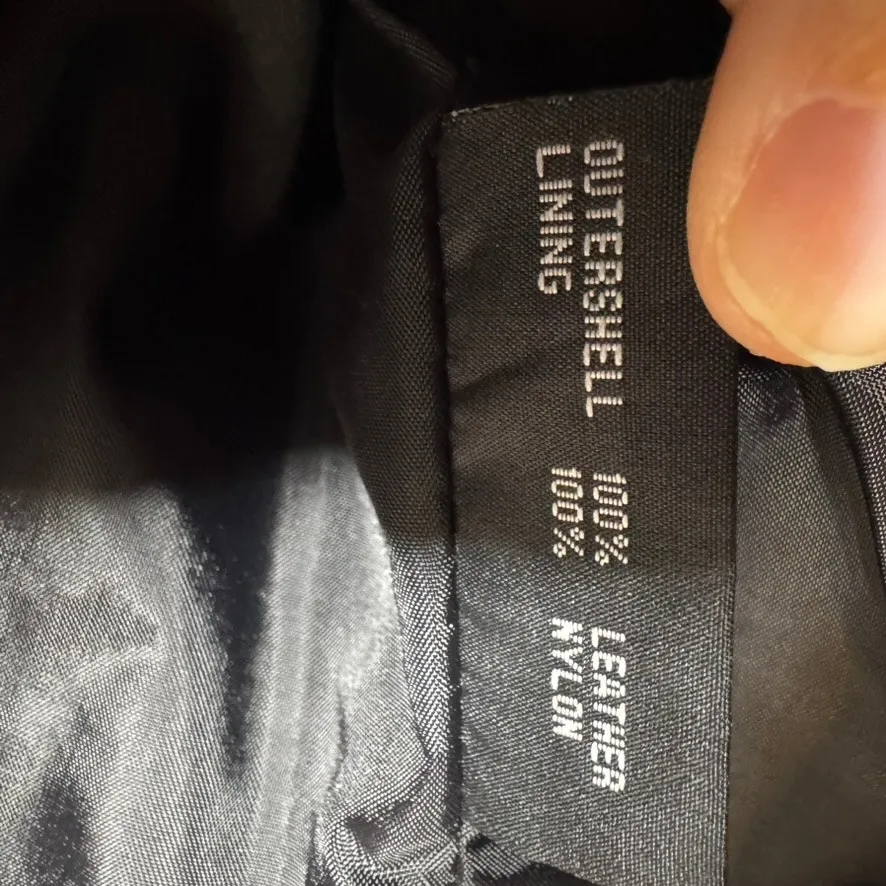 OUTERSHELL 100% LEATHER
LINING 100% NYLON